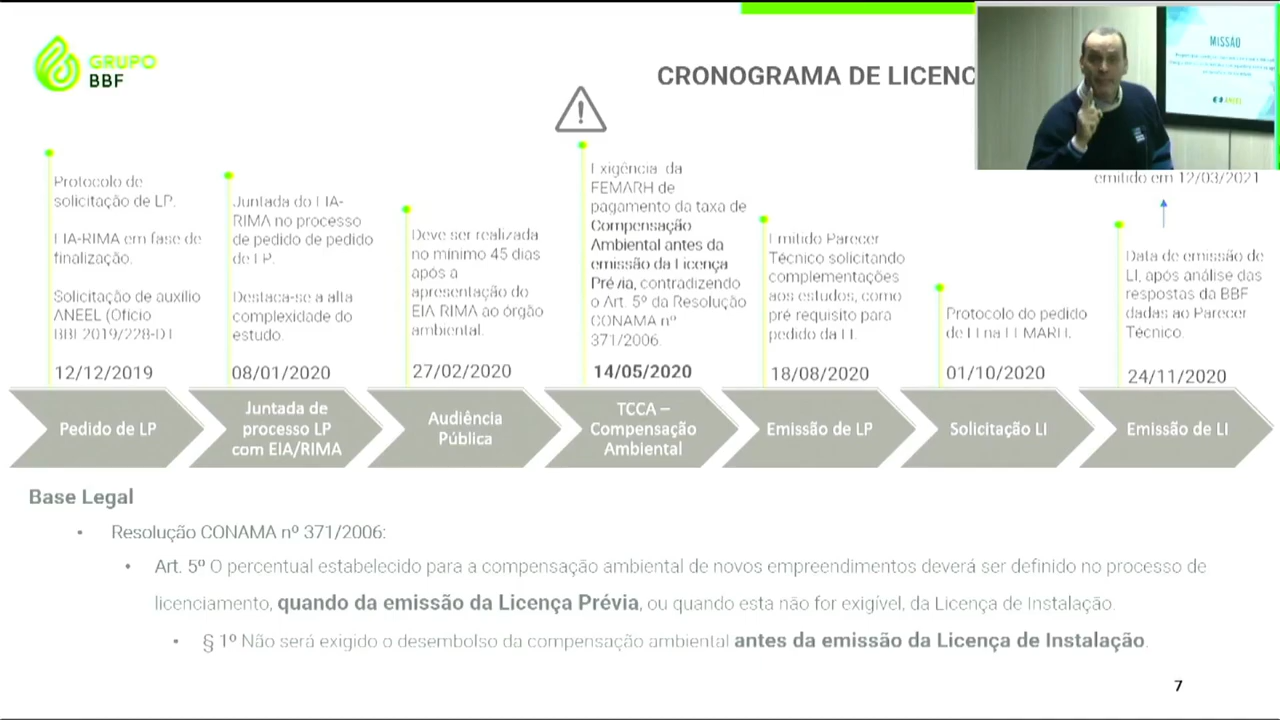 GRUPO
BBF
CRONOGRAMA DE LICENC
MISSÃO
ANEEL
Protocolo de
solicitação de LP.
EIA-RIMA em fase de
finalização.
Solicitação de auxílio
ANEEL (Ofício
BBF2019/228-DT
12/12/2019
Juntada do EIA-
RIMA no processo
de pedido de pedido
de LP.
Destaca-se a alta
complexidade do
estudo.
08/01/2020
Deve ser realizada
no mínimo 45 dias
após a
apresentação do
EIA RIMA ao órgão
ambiental.
27/02/2020
Exigência da
FEMARH de
pagamento da taxa de
Compensação
Ambiental antes da
emissão da Licença
Prévia, contradizendo
o Art. 5º da Resolução
CONAMA nº
371/2006.
14/05/2020
Emitido Parecer
Técnico solicitando
complementações
aos estudos, como
pré requisito para
pedido da LI.
18/08/2020
Protocolo do pedido
de LI na FEMARH.
01/10/2020
emitido em 12/03/2021
Data de emissão de
LI, após análise das
respostas da BBF
dadas ao Parecer
Técnico.
24/11/2020
Pedido de LP
Juntada de
processo LP
com EIA/RIMA
Audiência
Pública
TCCA –
Compensação
Ambiental
Emissão de LP
Solicitação LI
Emissão de LI
Base Legal
• Resolução CONAMA nº 371/2006:
• Art. 5º O percentual estabelecido para a compensação ambiental de novos empreendimentos deverá ser definido no processo de
licenciamento, quando da emissão da Licença Prévia, ou quando esta não for exigível, da Licença de Instalação.
• § 1º Não será exigido o desembolso da compensação ambiental antes da emissão da Licença de Instalação.
7